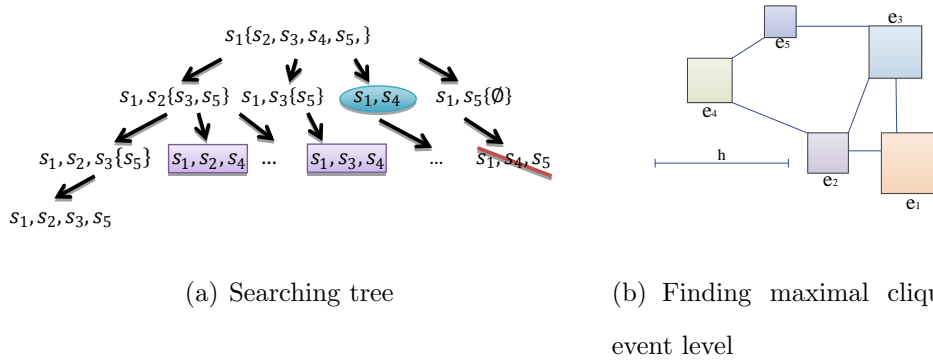 s₁{s₂, s₃, s₄, s₅, }
s₁, s₂{s₃, s₅} s₁, s₃{s₅} s₁, s₄ s₁, s₅{∅}
s₁, s₂, s₃{s₅} s₁, s₂, s₄ ... s₁, s₃, s₄ ... s₁, s₄, s₅
s₁, s₂, s₃, s₅
(a) Searching tree
e₃
e₅
e₄
h
e₂
e₁
(b) Finding maximal cliqu
event level